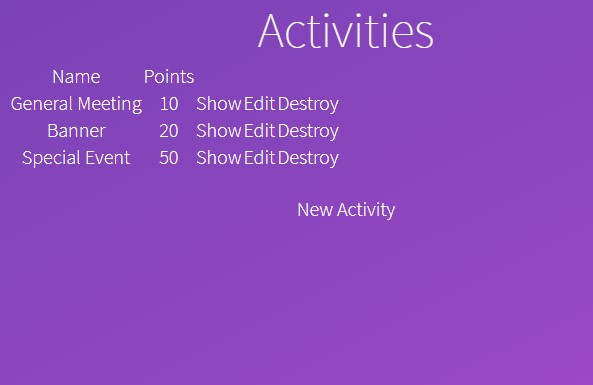 Activities
Name Points
General Meeting 10 Show Edit Destroy
Banner 20 Show Edit Destroy
Special Event 50 Show Edit Destroy
New Activity